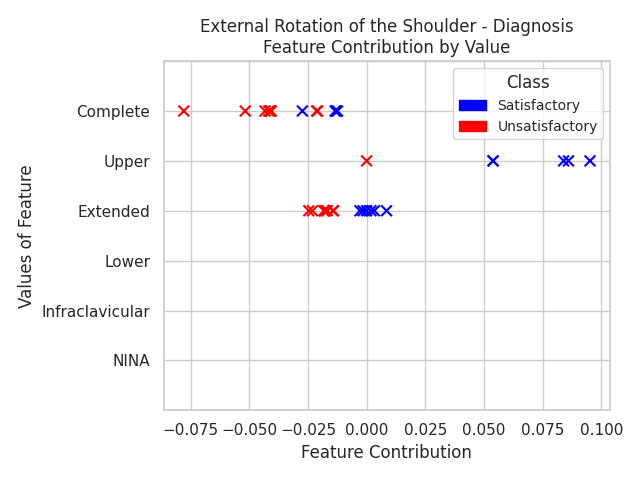 External Rotation of the Shoulder - Diagnosis
Feature Contribution by Value
Class
Satisfactory
Unsatisfactory
Values of Feature
Complete
Upper
Extended
Lower
Infraclavicular
NINA
−0.075 −0.050 −0.025 0.000 0.025 0.050 0.075 0.100
Feature Contribution